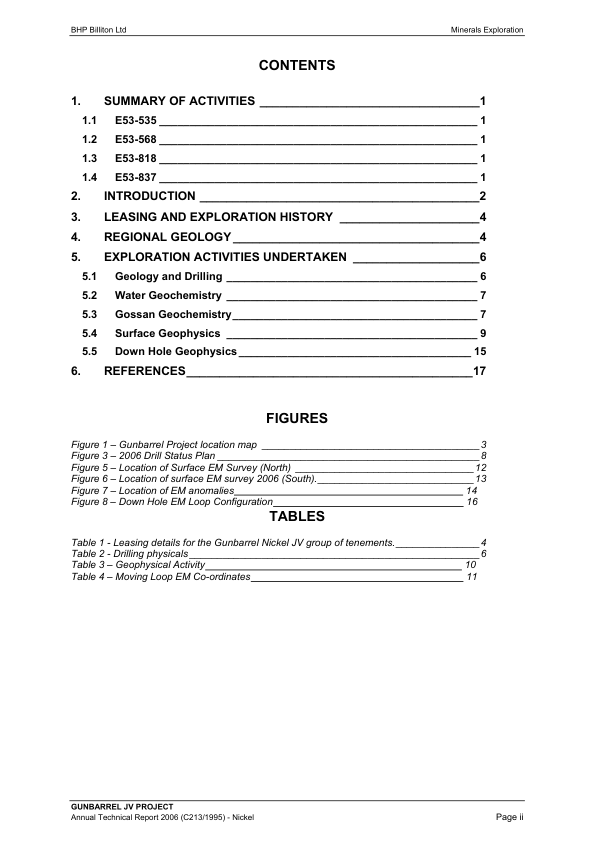 BHP Billiton Ltd Minerals Exploration
CONTENTS
1. SUMMARY OF ACTIVITIES 1
1.1 E53-535 1
1.2 E53-568 1
1.3 E53-818 1
1.4 E53-837 1
2. INTRODUCTION 2
3. LEASING AND EXPLORATION HISTORY 4
4. REGIONAL GEOLOGY 4
5. EXPLORATION ACTIVITIES UNDERTAKEN 6
5.1 Geology and Drilling 6
5.2 Water Geochemistry 7
5.3 Gossan Geochemistry 7
5.4 Surface Geophysics 9
5.5 Down Hole Geophysics 15
6. REFERENCES 17
FIGURES
Figure 1 – Gunbarrel Project location map 3
Figure 3 – 2006 Drill Status Plan 8
Figure 5 – Location of Surface EM Survey (North) 12
Figure 6 – Location of surface EM survey 2006 (South). 13
Figure 7 – Location of EM anomalies 14
Figure 8 – Down Hole EM Loop Configuration 16
TABLES
Table 1 - Leasing details for the Gunbarrel Nickel JV group of tenements. 4
Table 2 - Drilling physicals 6
Table 3 – Geophysical Activity 10
Table 4 – Moving Loop EM Co-ordinates 11
GUNBARREL JV PROJECT
Annual Technical Report 2006 (C213/1995) - Nickel Page ii